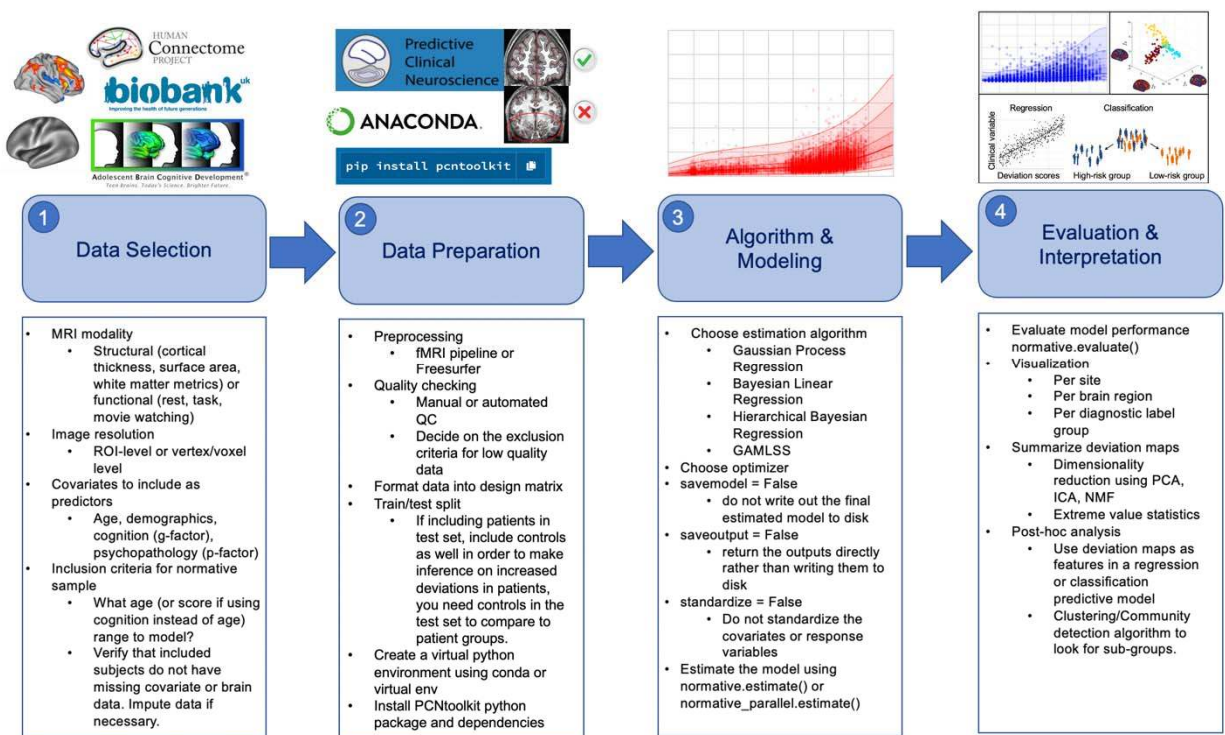 HUMAN
Connectome
PROJECT
biobank uk
Improving the health of future generations
Adolescent Brain Cognitive Development®
Teen Brains. Today's Science. Brighter Future.
Predictive
Clinical
Neuroscience
ANACONDA.
pip install pcntoolkit
Regression
Classification
Clinical variable
Deviation scores
High-risk group
Low-risk group
1
Data Selection
2
Data Preparation
3
Algorithm &
Modeling
4
Evaluation &
Interpretation
• MRI modality
• Structural (cortical
thickness, surface area,
white matter metrics) or
functional (rest, task,
movie watching)
• Image resolution
• ROI-level or vertex/voxel
level
• Covariates to include as
predictors
• Age, demographics,
cognition (g-factor),
psychopathology (p-factor)
• Inclusion criteria for normative
sample
• What age (or score if using
cognition instead of age)
range to model?
• Verify that included
subjects do not have
missing covariate or brain
data. Impute data if
necessary.
• Preprocessing
• fMRI pipeline or
Freesurfer
• Quality checking
• Manual or automated
QC
• Decide on the exclusion
criteria for low quality
data
• Format data into design matrix
• Train/test split
• If including patients in
test set, include controls
as well in order to make
inference on increased
deviations in patients,
you need controls in the
test set to compare to
patient groups.
• Create a virtual python
environment using conda or
virtual env
• Install PCNtoolkit python
package and dependencies
• Choose estimation algorithm
• Gaussian Process
Regression
• Bayesian Linear
Regression
• Hierarchical Bayesian
Regression
• GAMLSS
• Choose optimizer
• savemodel = False
• do not write out the final
estimated model to disk
• saveoutput = False
• return the outputs directly
rather than writing them to
disk
• standardize = False
• Do not standardize the
covariates or response
variables
• Estimate the model using
normative.estimate() or
normative_parallel.estimate()
• Evaluate model performance
normative.evaluate()
• Visualization
• Per site
• Per brain region
• Per diagnostic label
group
• Summarize deviation maps
• Dimensionality
reduction using PCA,
ICA, NMF
• Extreme value statistics
• Post-hoc analysis
• Use deviation maps as
features in a regression
or classification
predictive model
• Clustering/Community
detection algorithm to
look for sub-groups.